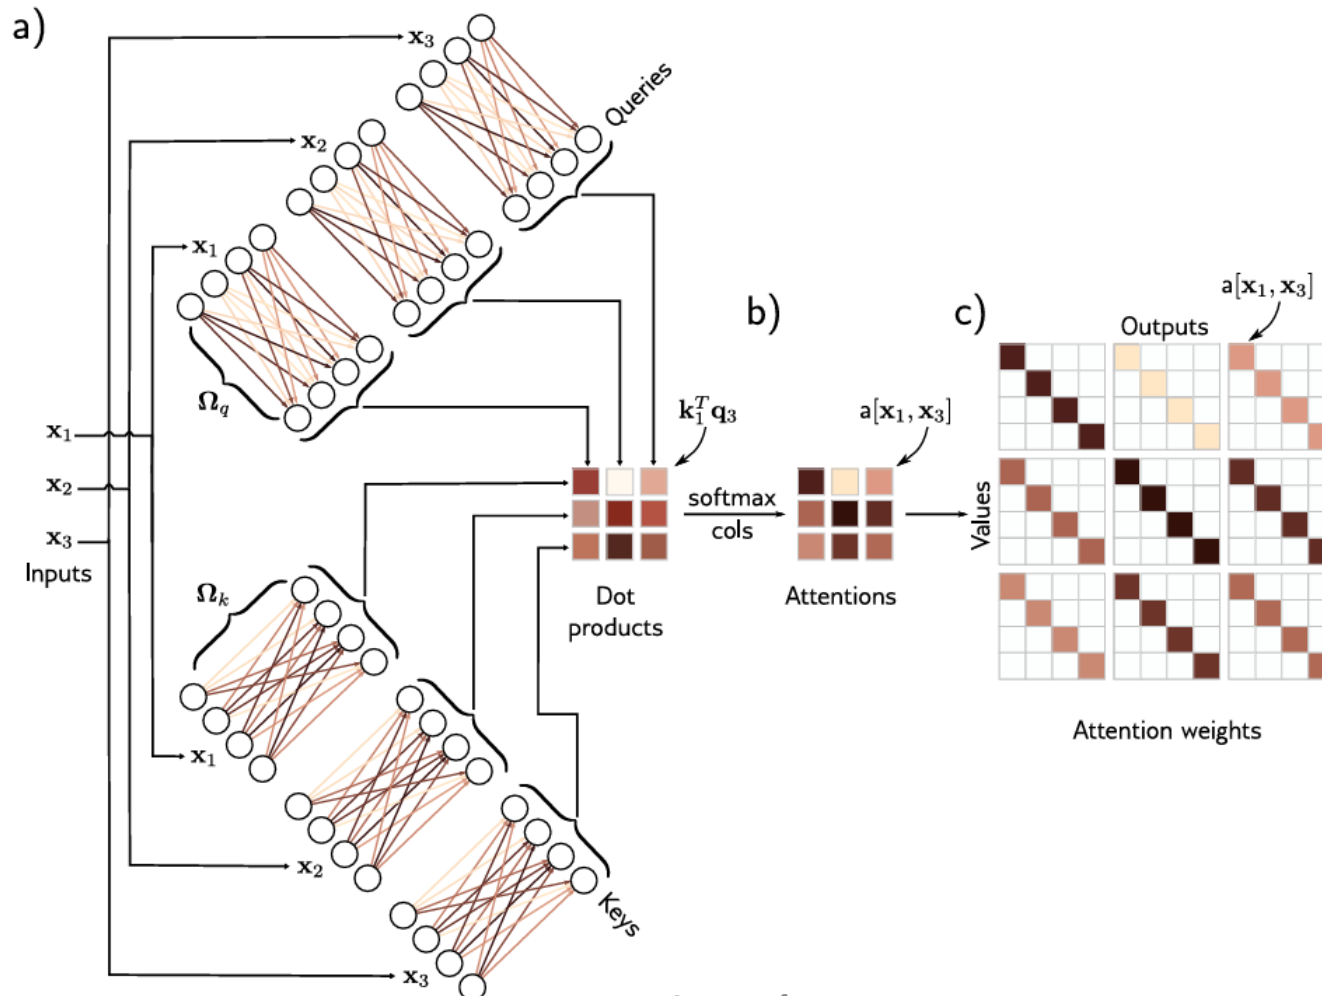 a)
x₃
Queries
x₂
x₁
Ωq
x₁
x₂
x₃
Inputs
Ωₖ
x₁
x₂
x₃
Keys
k₁ᵀq₃
Dot
products
b)
softmax
cols
a[x₁, x₃]
Attentions
c)
a[x₁, x₃]
Outputs
Values
Attention weights